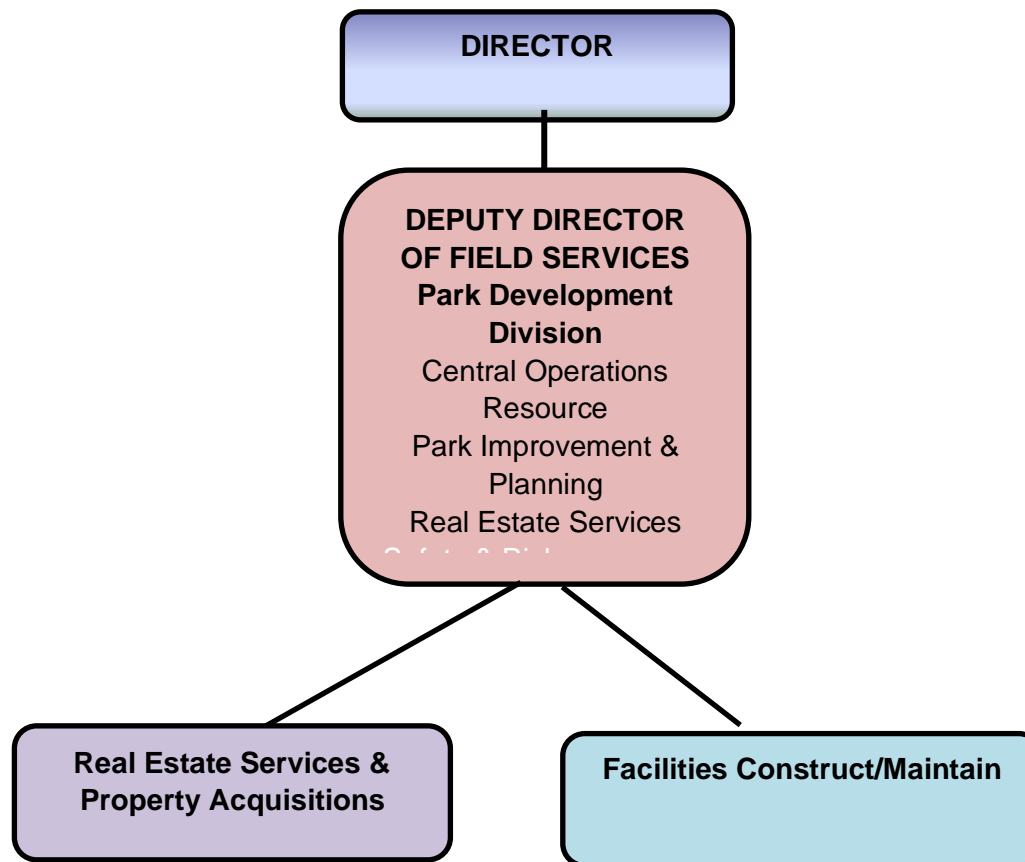 DIRECTOR
DEPUTY DIRECTOR
OF FIELD SERVICES
Park Development
Division
Central Operations
Resource
Park Improvement &
Planning
Real Estate Services
Real Estate Services &
Property Acquisitions
Facilities Construct/Maintain